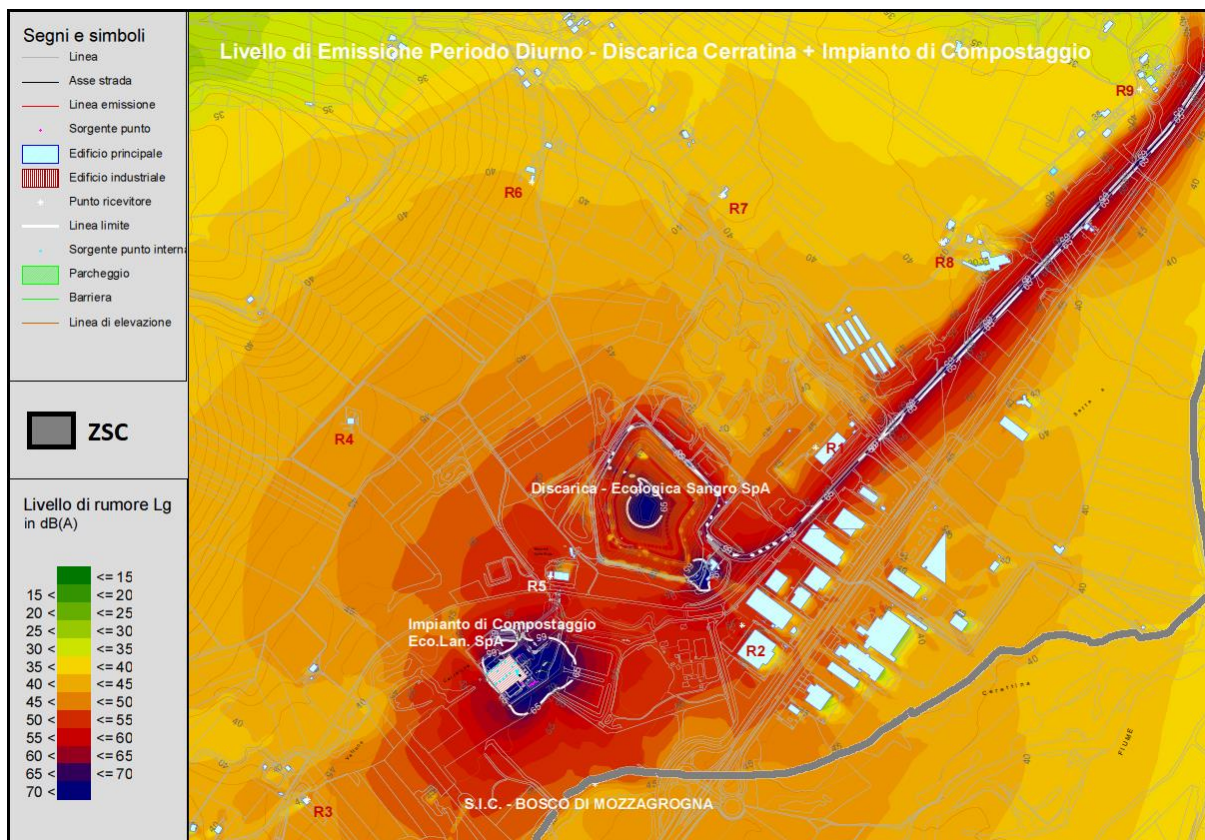 Segni e simboli
Linea
Asse strada
Linea emissione
Sorgente punto
Edificio principale
Edificio industriale
Punto ricevitore
Linea limite
Sorgente punto interna
Parcheggio
Barriera
Linea di elevazione
ZSC
Livello di rumore Lg
in dB(A)
<= 15
15 < <= 20
20 < <= 25
25 < <= 30
30 < <= 35
35 < <= 40
40 < <= 45
45 < <= 50
50 < <= 55
55 < <= 60
60 < <= 65
65 < <= 70
70 <
Livello di Emissione Periodo Diurno - Discarica Cerratina + Impianto di Compostaggio
R9
R6
R7
R8
R4
R1
Discarica - Ecologica Sangro SpA
R5
Impianto di Compostaggio
Eco.Lan. SpA
R2
Cerettina
FIUME
S.I.C. - BOSCO DI MOZZAGROGNA
R3